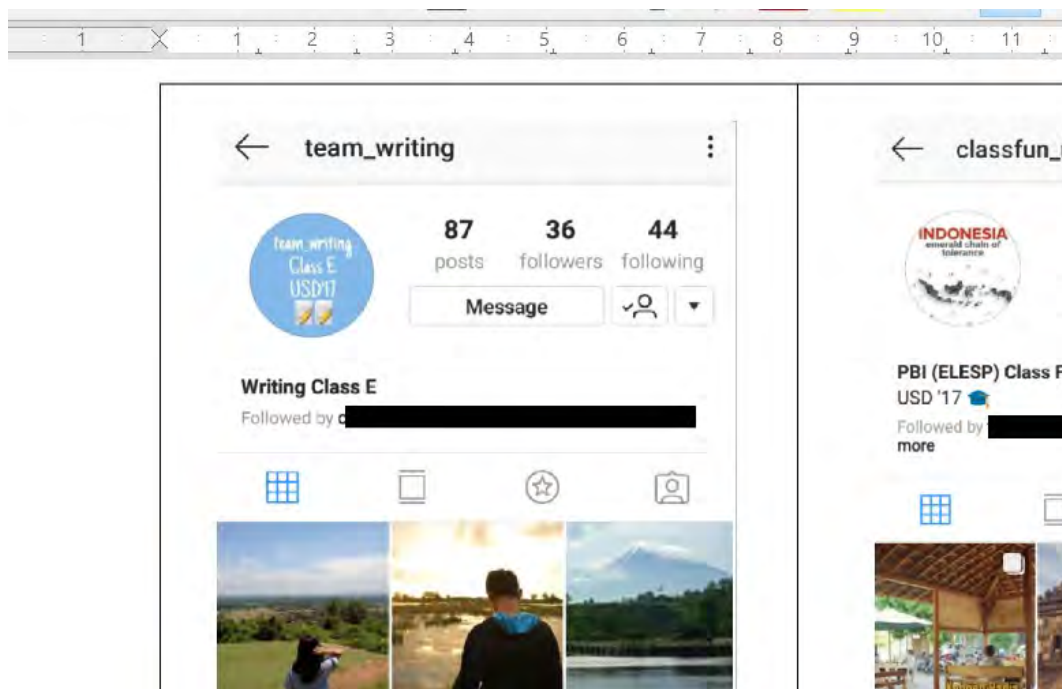 1 1 2 3 4 5 6 7 8 9 10 11
team_writing
team_writing
Class E
USD'17
87 36 44
posts followers following
Message
Writing Class E
Followed by
classfun_
INDONESIA
emerald chain of
tolerance
PBI (ELESP) Class
USD '17
Followed by
more